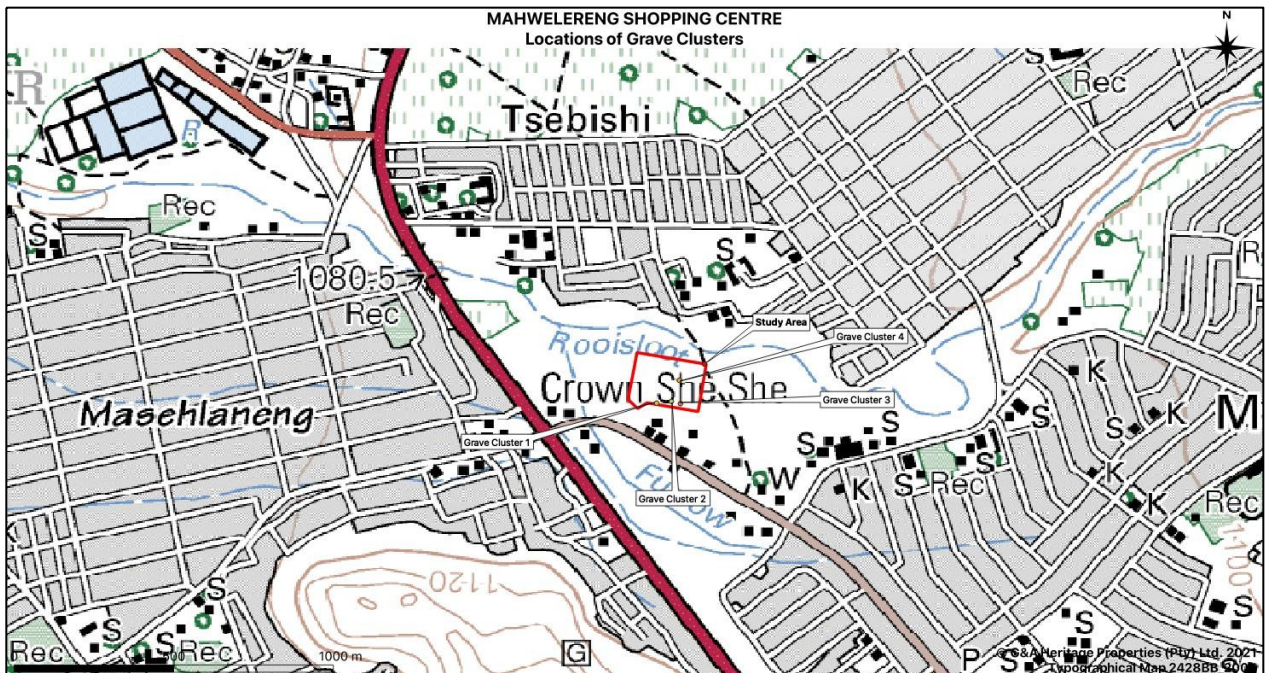 MAHWELERENG SHOPPING CENTRE
Locations of Grave Clusters
N
R
S
Rec
Tsebishi
R
Rec
S
S
R
1080.5
Rec
Study Area
Rooisloot
Grave Cluster 4
Crown She She
K
Masehlaneng
Grave Cluster 3
K
M
Grave Cluster 1
S
S
S
S
K
W
K
S
Rec
K
Grave Cluster 2
Rec
Furrow
1100
1120
S
S
S
S
S
Rec
Rec
1000 m
G
P
S
© G&A Heritage Properties (Pty) Ltd. 2021
Typographical Map 2428BB